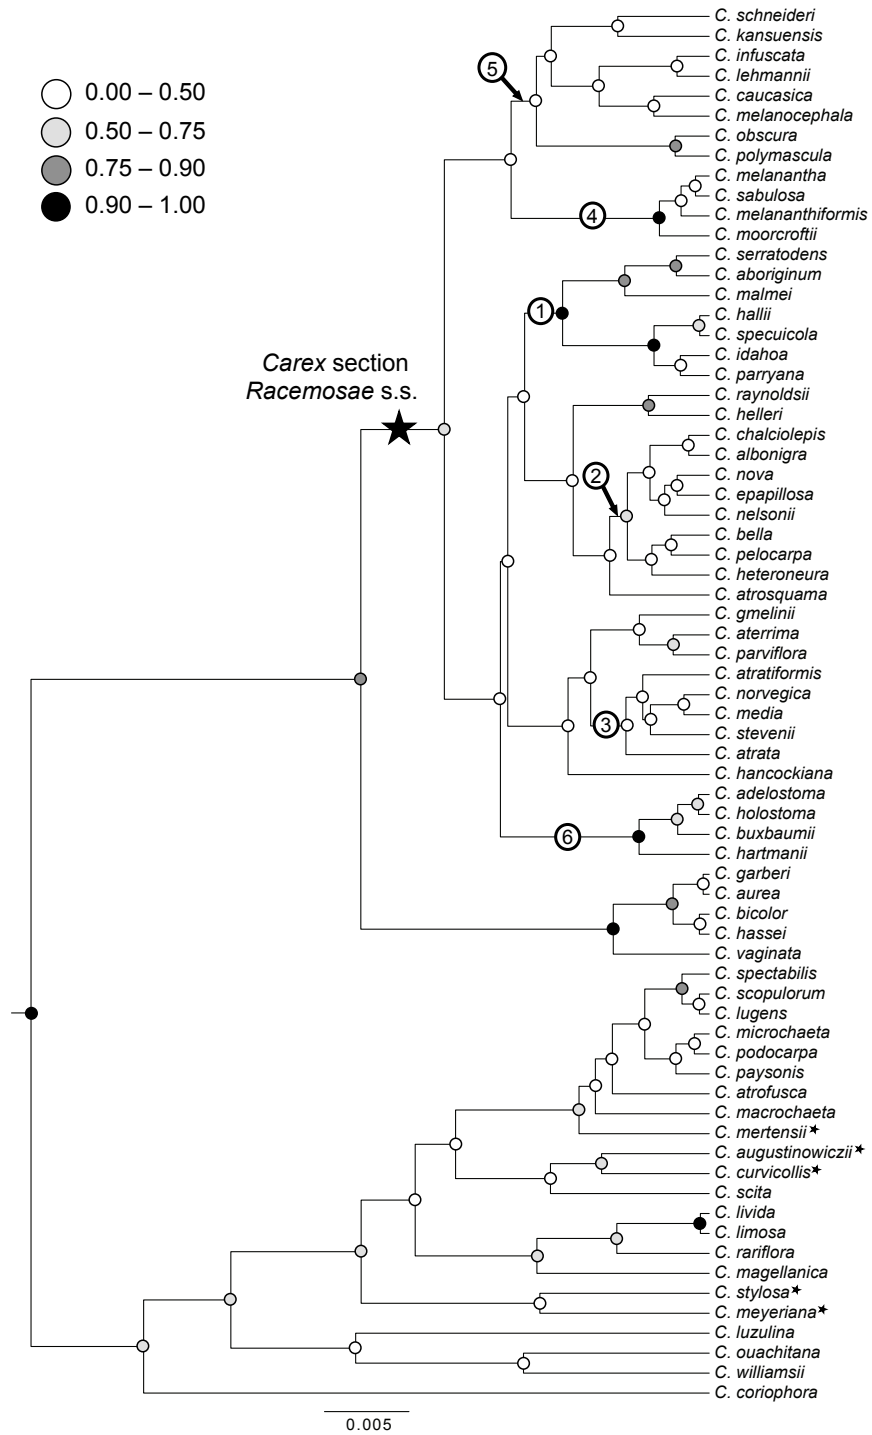 0.00 – 0.50
0.50 – 0.75
0.75 – 0.90
0.90 – 1.00
Carex section
Racemosae s.s.
5
4
1
2
3
6
C. schneideri
C. kansuensis
C. infuscata
C. lehmannii
C. caucasica
C. melanocephala
C. obscura
C. polymascula
C. melanantha
C. sabulosa
C. melananthiformis
C. moorcroftii
C. serratodens
C. aboriginum
C. malmei
C. hallii
C. specuicola
C. idahoa
C. parryana
C. raynoldsii
C. helleri
C. chalciolepis
C. albonigra
C. nova
C. epapillosa
C. nelsonii
C. bella
C. pelocarpa
C. heteroneura
C. atrosquama
C. gmelinii
C. aterrima
C. parviflora
C. atratiformis
C. norvegica
C. media
C. stevenii
C. atrata
C. hancockiana
C. adelostoma
C. holostoma
C. buxbaumii
C. hartmanii
C. garberi
C. aurea
C. bicolor
C. hassei
C. vaginata
C. spectabilis
C. scopulorum
C. lugens
C. microchaeta
C. podocarpa
C. paysonis
C. atrofusca
C. macrochaeta
C. mertensii★
C. augustinowiczii★
C. curvicollis★
C. scita
C. livida
C. limosa
C. rariflora
C. magellanica
C. stylosa★
C. meyeriana★
C. luzulina
C. ouachitana
C. williamsii
C. coriophora
0.005